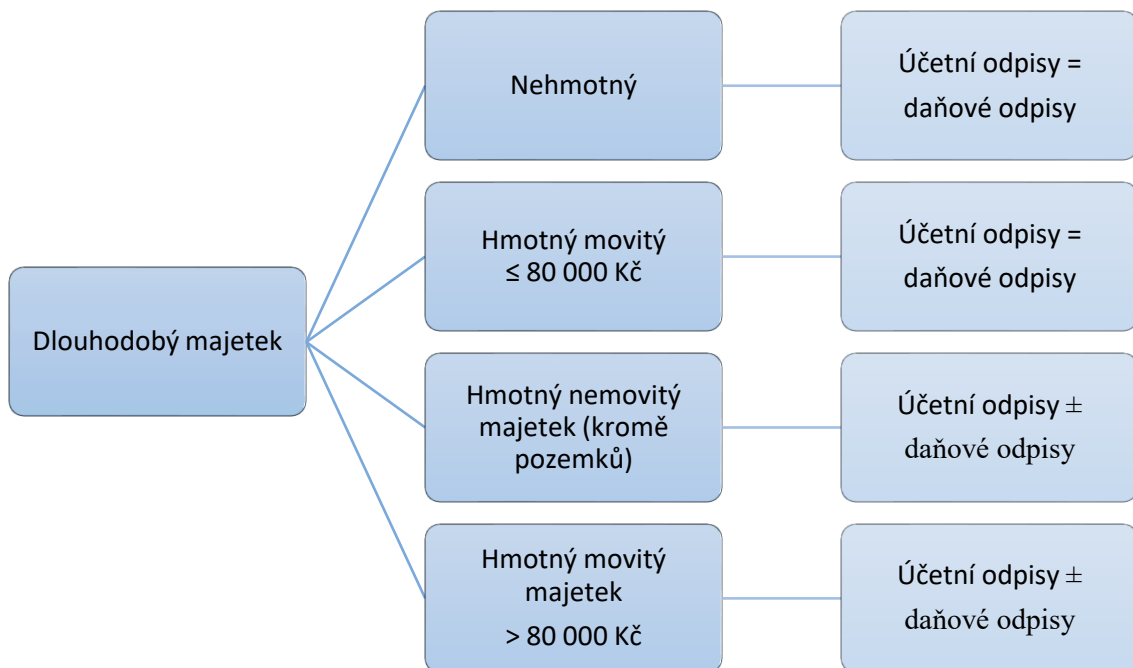 Nehmotný
Účetní odpisy =
daňové odpisy
Hmotný movitý
≤ 80 000 Kč
Účetní odpisy =
daňové odpisy
Dlouhodobý majetek
Hmotný nemovitý
majetek (kromě
pozemků)
Účetní odpisy ±
daňové odpisy
Hmotný movitý
majetek
> 80 000 Kč
Účetní odpisy ±
daňové odpisy